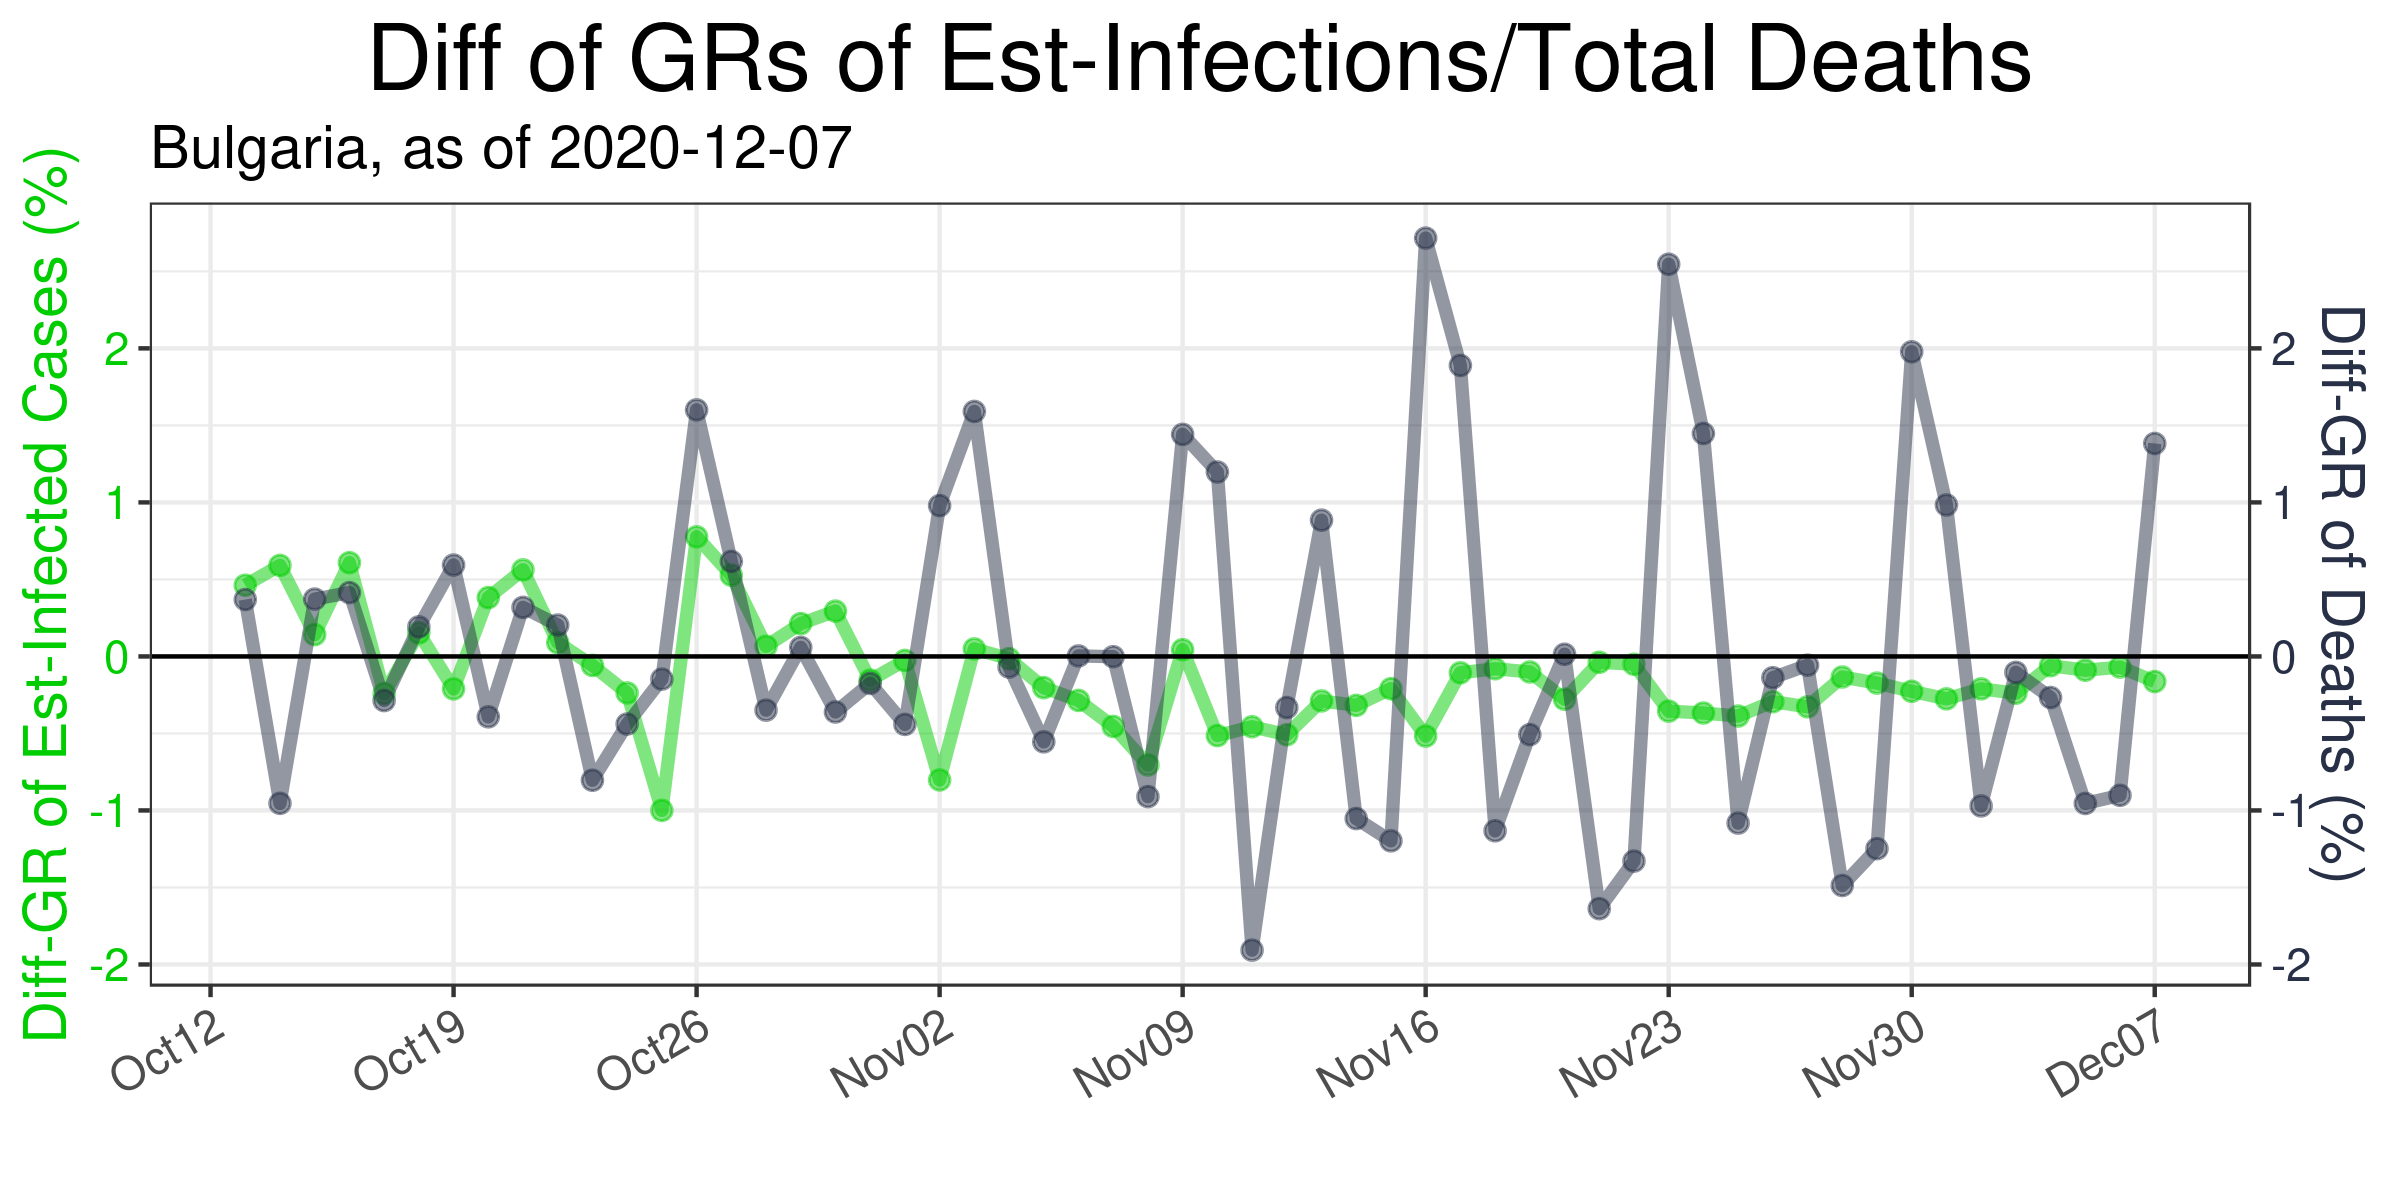 Diff of GRs of Est-Infections/Total Deaths
Bulgaria, as of 2020-12-07
Diff-GR of Est-Infected Cases (%)
2
1
0
-1
-2
2
1
0
-1
-2
Diff-GR of Deaths (%)
Oct12
Oct19
Oct26
Nov02
Nov09
Nov16
Nov23
Nov30
Dec07